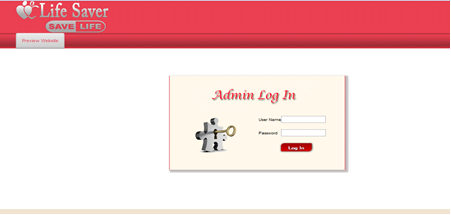 Life Saver
SAVE LIFE
Preview Website
Admin Log In
User Name
Password
Log In